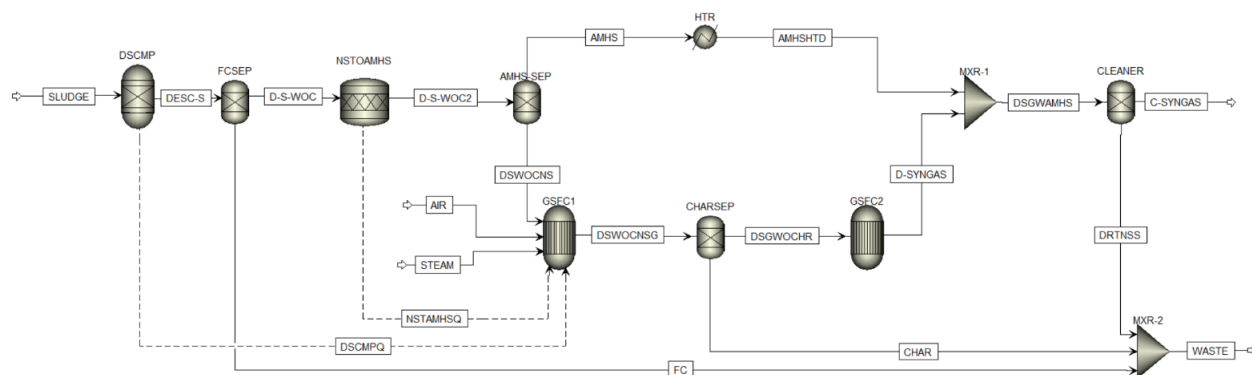 HTR
AMHS
AMHSHTD
DSCMP
FCSEP
NSTOAMHS
AMHS-SEP
MXR-1
CLEANER
SLUDGE
DESC-S
D-S-WOC
D-S-WOC2
DSGWAMHS
C-SYNGAS
DSWOCNS
D-SYNGAS
AIR
GSFC1
CHARSEP
GSFC2
DSWOCNSG
DSGWOCHR
DRTNSS
STEAM
NSTAMHSQ
MXR-2
DSCMPQ
CHAR
WASTE
FC